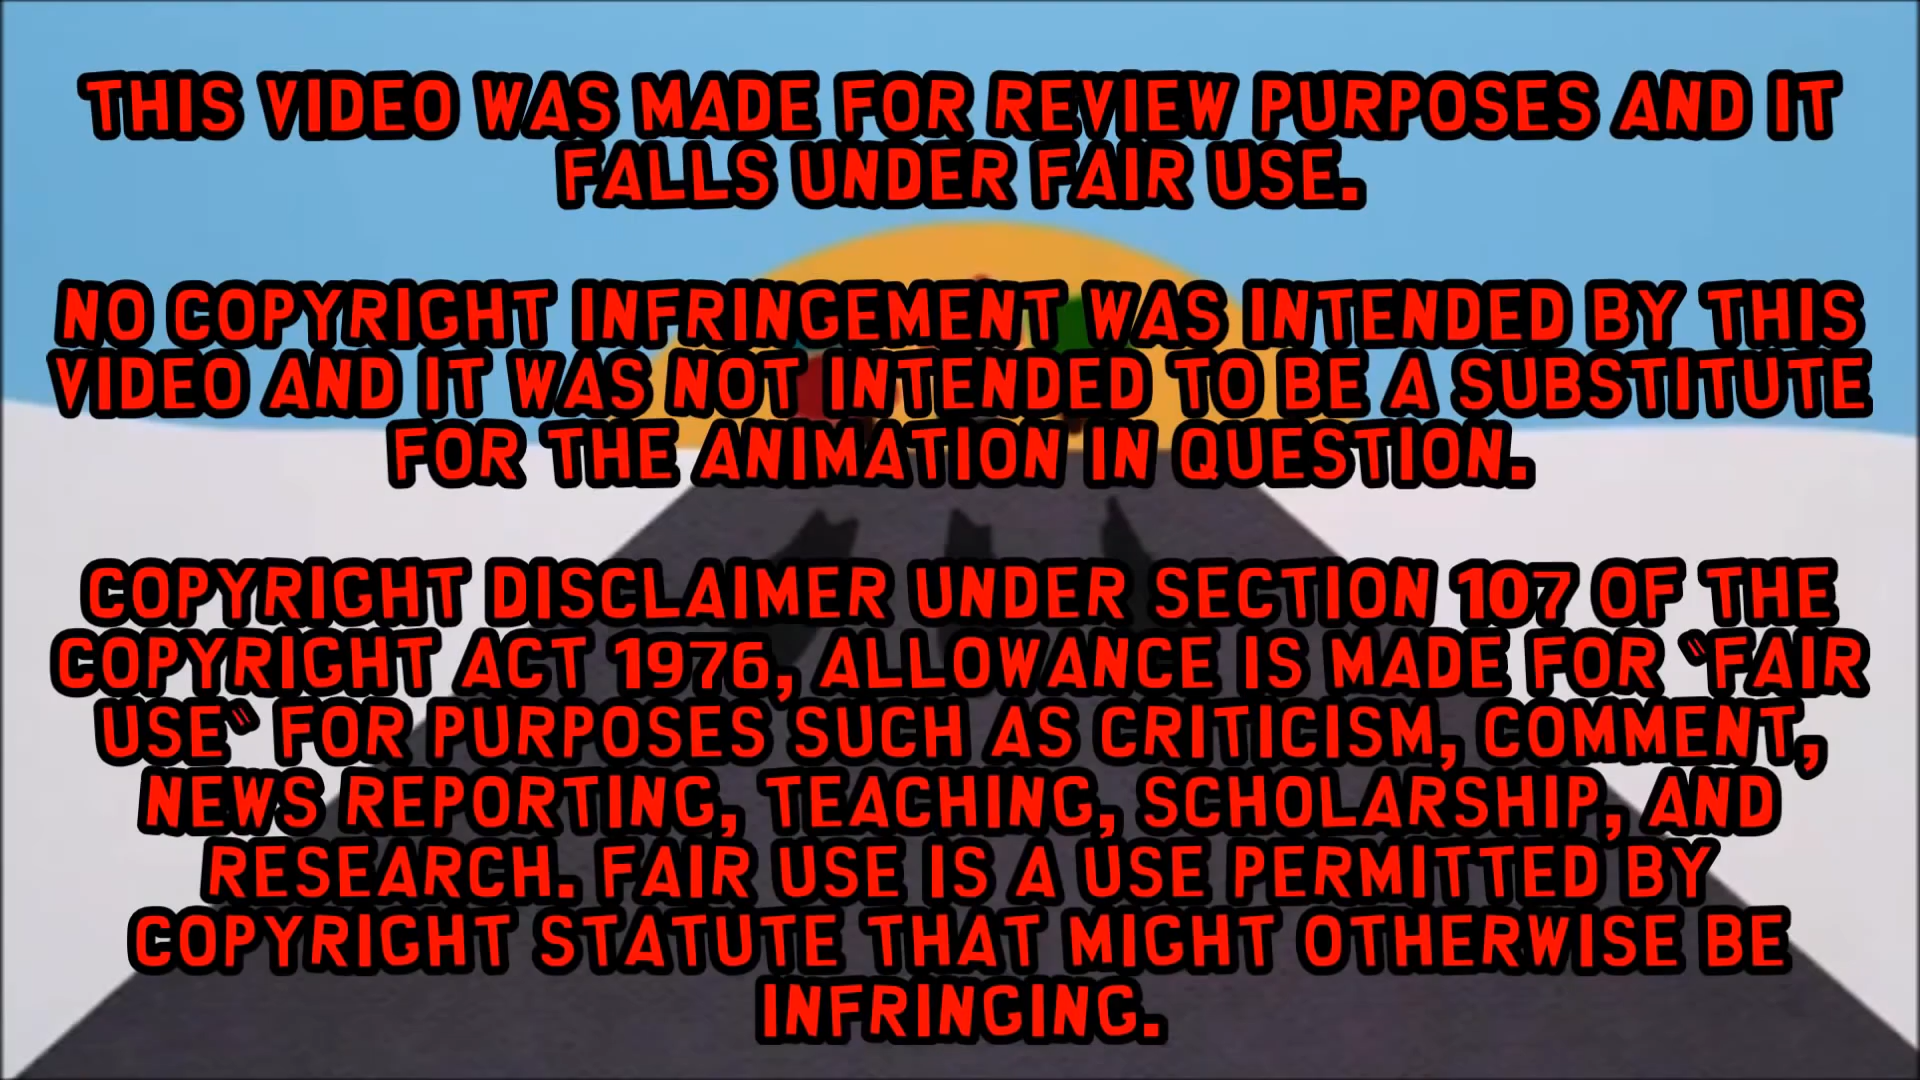 THIS VIDEO WAS MADE FOR REVIEW PURPOSES AND IT
FALLS UNDER FAIR USE.
NO COPYRIGHT INFRINGEMENT WAS INTENDED BY THIS
VIDEO AND IT WAS NOT INTENDED TO BE A SUBSTITUTE
FOR THE ANIMATION IN QUESTION.
COPYRIGHT DISCLAIMER UNDER SECTION 107 OF THE
COPYRIGHT ACT 1976, ALLOWANCE IS MADE FOR "FAIR
USE" FOR PURPOSES SUCH AS CRITICISM, COMMENT,
NEWS REPORTING, TEACHING, SCHOLARSHIP, AND
RESEARCH. FAIR USE IS A USE PERMITTED BY
COPYRIGHT STATUTE THAT MIGHT OTHERWISE BE
INFRINGING.